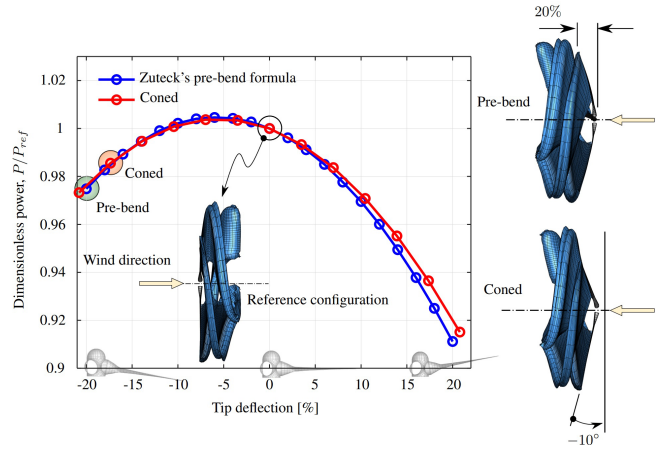 20%
1.02
1
0.98
0.96
0.94
0.92
0.9
Dimensionless power, P/P_ref
Zuteck's pre-bend formula
Coned
Coned
Pre-bend
Wind direction
Reference configuration
-20
-15
-10
-5
0
5
10
15
20
Tip deflection [%]
Pre-bend
Coned
−10°